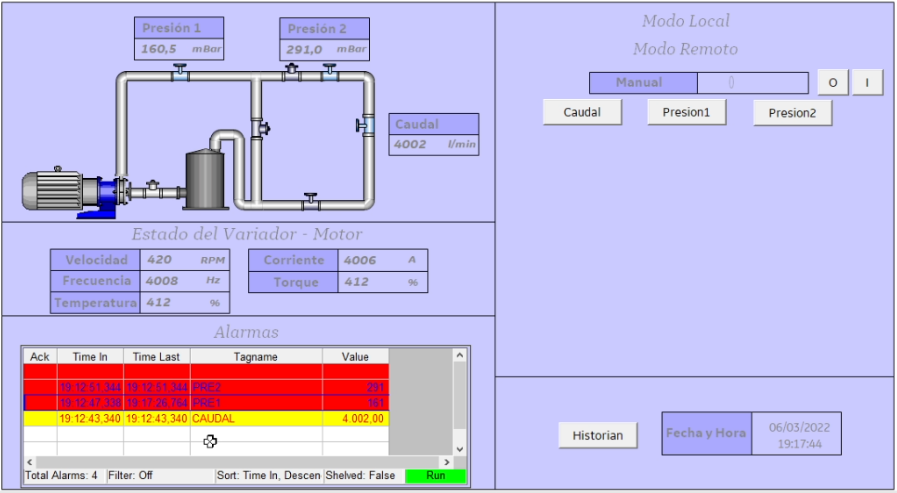 Presión 1
160,5 mBar
Presión 2
291,0 mBar
Caudal
4002 l/min
Estado del Variador - Motor
Velocidad 420 RPM
Corriente 4006 A
Frecuencia 4008 Hz
Torque 412 %
Temperatura 412 %
Alarmas
Ack Time In Time Last Tagname Value
19:12:51,344 19:12:51,344 PRE2 291
19:12:47,338 19:17:26,764 PRE1 161
19:12:43,340 19:12:43,340 CAUDAL 4.002,00
Total Alarms: 4 Filter: Off Sort: Time In, Descen Shelved: False Run
Modo Local
Modo Remoto
Manual 0 O I
Caudal Presion1 Presion2
Historian
Fecha y Hora
06/03/2022
19:17:44